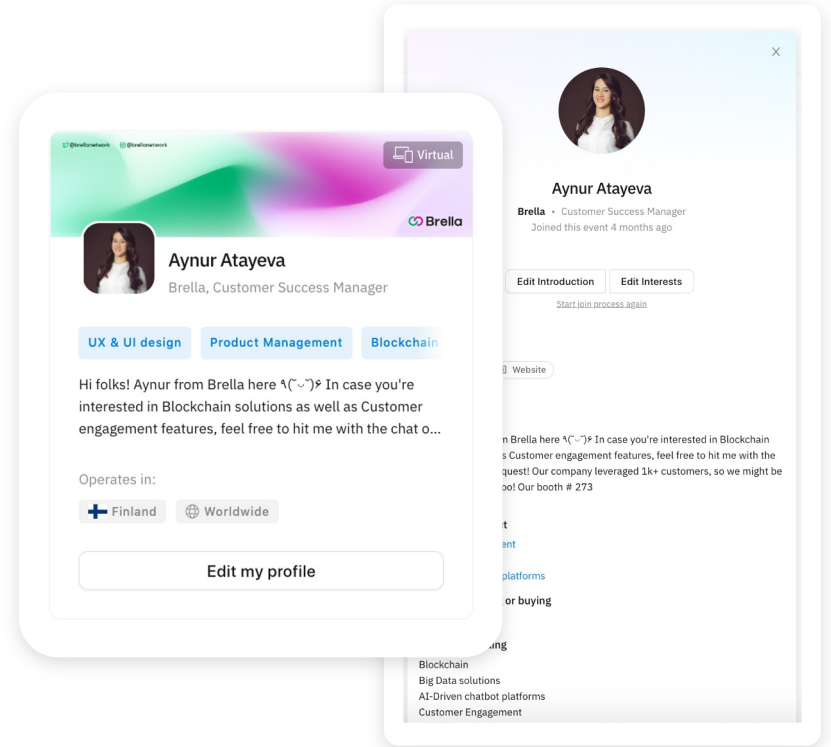 @brellanetwork @brellanetwork
Virtual
Brella
Aynur Atayeva
Brella, Customer Success Manager
UX & UI design Product Management Blockchain
Hi folks! Aynur from Brella here ٩(˘◡˘)۶ In case you're
interested in Blockchain solutions as well as Customer
engagement features, feel free to hit me with the chat o...
Operates in:
Finland Worldwide
Edit my profile
X
Aynur Atayeva
Brella • Customer Success Manager
Joined this event 4 months ago
Edit Introduction Edit Interests
Start join process again
Website
Brella here ٩(˘◡˘)۶ In case you're interested in Blockchain
Customer engagement features, feel free to hit me with the
quest! Our company leveraged 1k+ customers, so we might be
oo! Our booth # 273
platforms
or buying
Blockchain
Big Data solutions
AI-Driven chatbot platforms
Customer Engagement